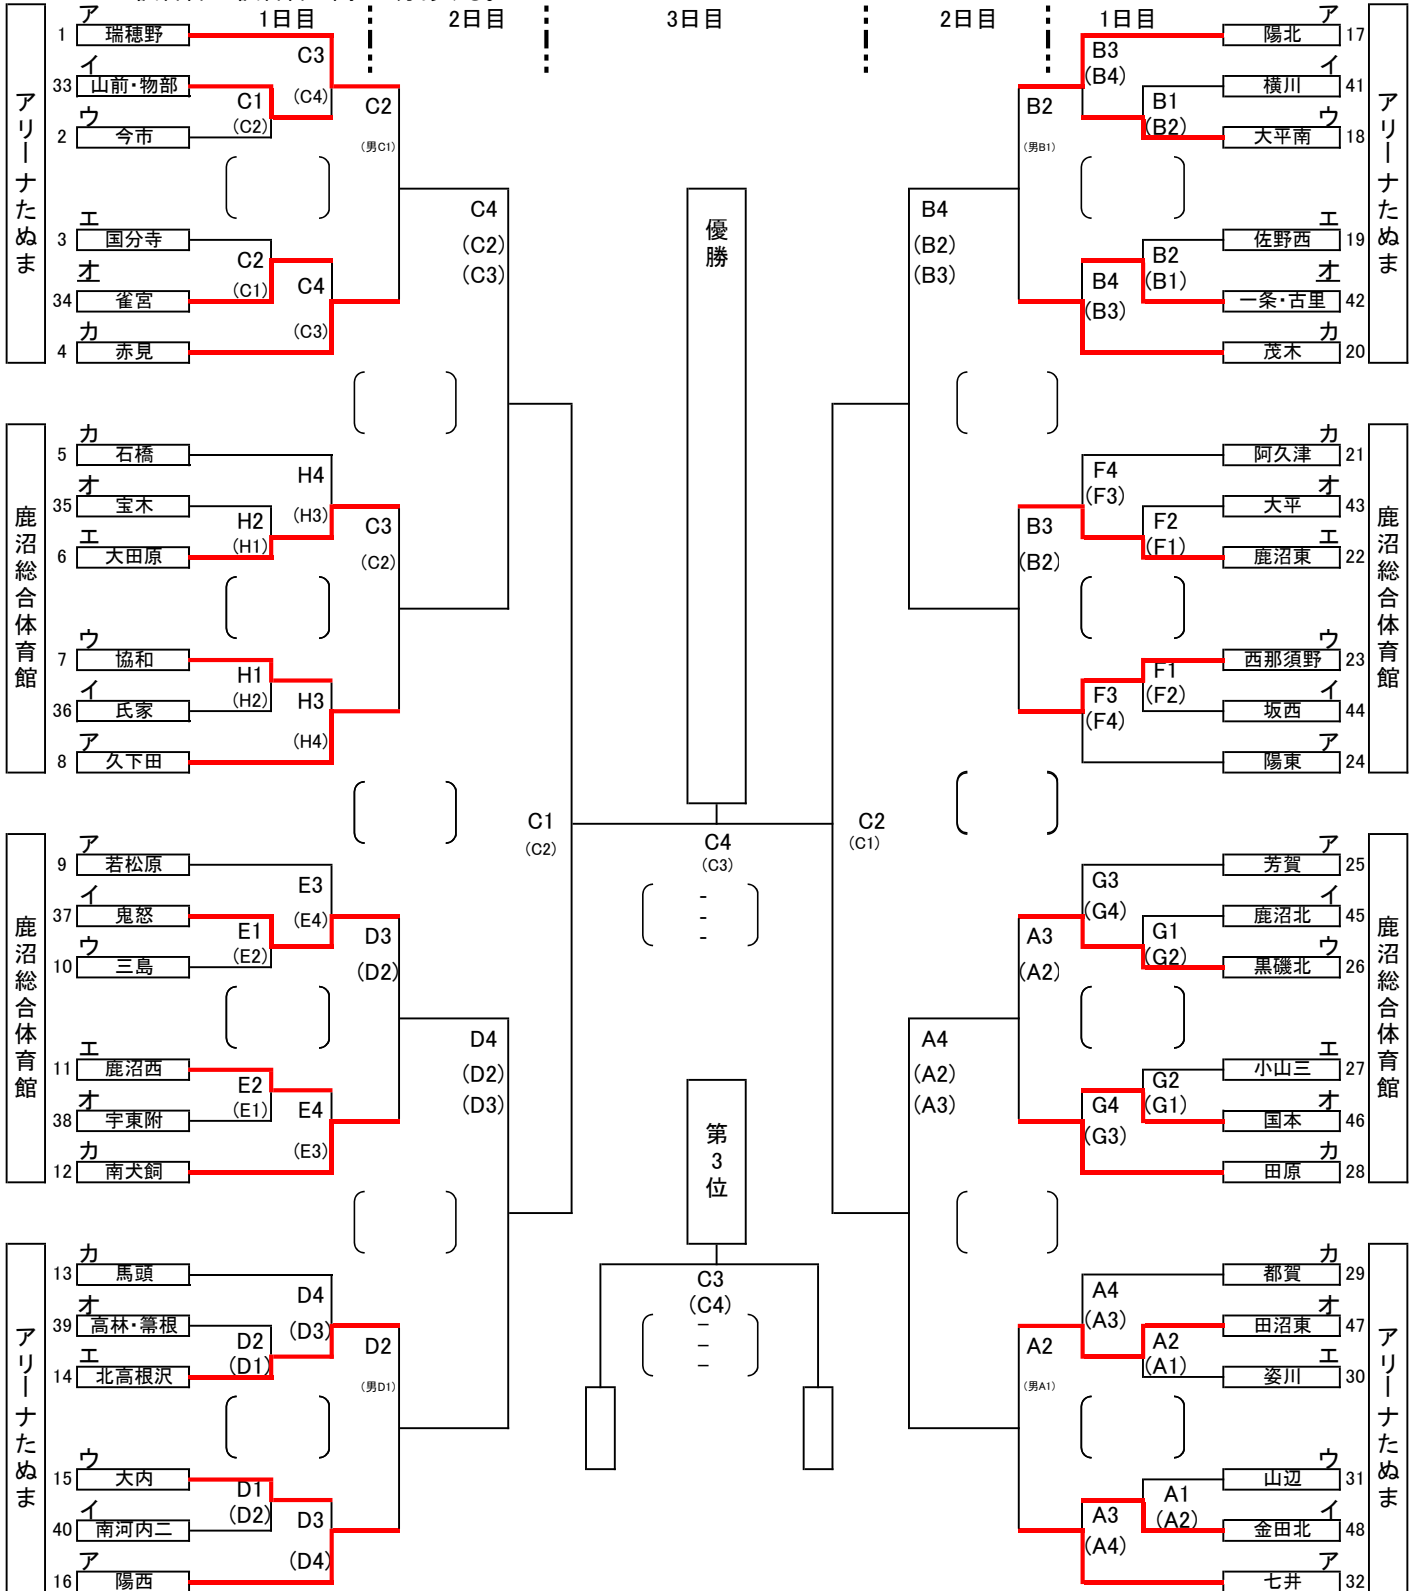 1日目 2日目 3日目 2日目 1日目
アリーナたぬま
ア
1 瑞穂野
イ
33 山前・物部
ウ
2 今市
エ
3 国分寺
オ
34 雀宮
カ
4 赤見
C1
(C2)
C2
(C1)
C3
(C4)
C4
(C3)
C2
(男C1)
鹿沼総合体育館
カ
5 石橋
オ
35 宝木
エ
6 大田原
ウ
7 協和
イ
36 氏家
ア
8 久下田
H2
(H1)
H1
(H2)
H4
(H3)
H3
(H4)
C3
(C2)
C4
(C2)
(C3)
鹿沼総合体育館
ア
9 若松原
イ
37 鬼怒
ウ
10 三島
エ
11 鹿沼西
オ
38 宇東附
カ
12 南犬飼
E1
(E2)
E2
(E1)
E3
(E4)
E4
(E3)
D3
(D2)
アリーナたぬま
カ
13 馬頭
オ
39 高林・箒根
エ
14 北高根沢
ウ
15 大内
イ
40 南河内二
ア
16 陽西
D2
(D1)
D1
(D2)
D4
(D3)
D3
(D4)
D2
(男D1)
D4
(D2)
(D3)
C1
(C2)
優勝
C4
(C3)
-
-
-
第3位
C3
(C4)
-
-
-
C2
(C1)
アリーナたぬま
ア
陽北 17
イ
横川 41
ウ
大平南 18
エ
佐野西 19
オ
一条・古里 42
カ
茂木 20
B3
(B4)
B1
(B2)
B2
(B1)
B4
(B3)
B2
(男B1)
B4
(B2)
(B3)
鹿沼総合体育館
カ
阿久津 21
オ
大平 43
エ
鹿沼東 22
ウ
西那須野 23
イ
坂西 44
ア
陽東 24
F4
(F3)
F2
(F1)
F1
(F2)
F3
(F4)
B3
(B2)
鹿沼総合体育館
ア
芳賀 25
イ
鹿沼北 45
ウ
黒磯北 26
エ
小山三 27
オ
国本 46
カ
田原 28
G3
(G4)
G1
(G2)
G2
(G1)
G4
(G3)
A3
(A2)
A4
(A2)
(A3)
アリーナたぬま
カ
都賀 29
オ
田沼東 47
エ
姿川 30
ウ
山辺 31
イ
金田北 48
ア
七井 32
A4
(A3)
A2
(A1)
A1
(A2)
A3
(A4)
A2
(男A1)